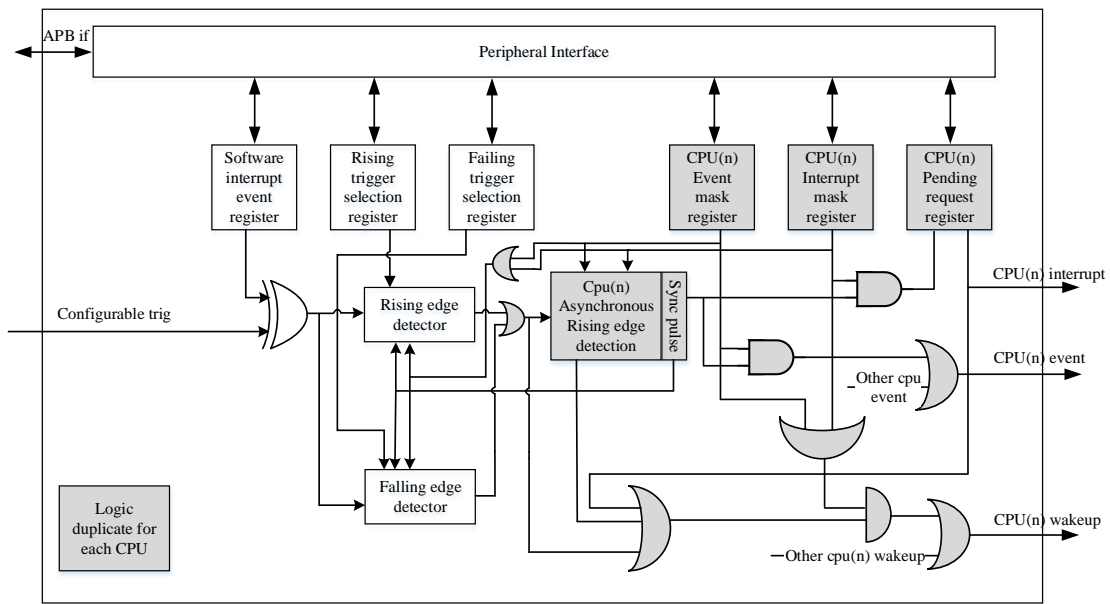 APB if
Peripheral Interface
Software
interrupt
event
register
Rising
trigger
selection
register
Failing
trigger
selection
register
CPU(n)
Event
mask
register
CPU(n)
Interrupt
mask
register
CPU(n)
Pending
request
register
CPU(n) interrupt
Configurable trig
Rising edge
detector
Cpu(n)
Asynchronous
Rising edge
detection
Sync pulse
CPU(n) event
Other cpu
event
Falling edge
detector
Logic
duplicate for
each CPU
CPU(n) wakeup
Other cpu(n) wakeup